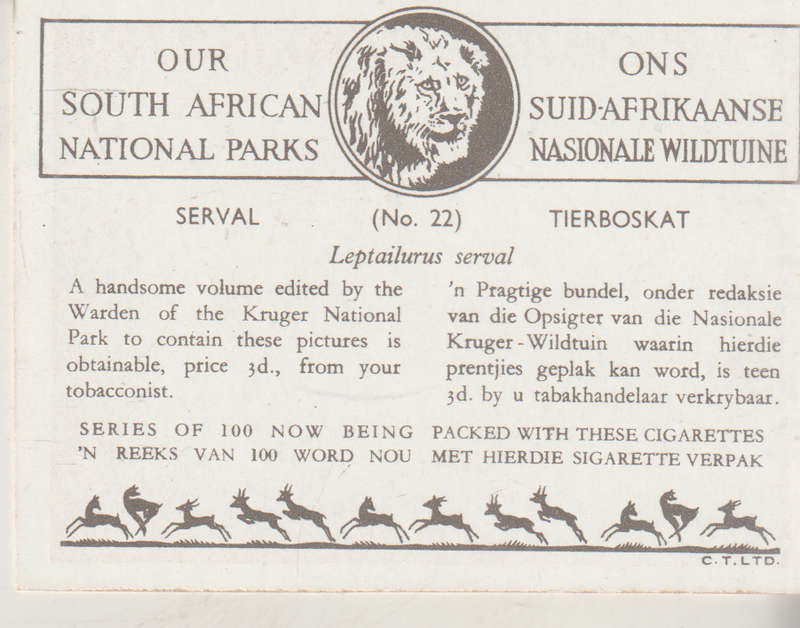 OUR
SOUTH AFRICAN
NATIONAL PARKS
ONS
SUID-AFRIKAANSE
NASIONALE WILDTUINE
SERVAL (No. 22) TIERBOSKAT
Leptailurus serval
A handsome volume edited by the
Warden of the Kruger National
Park to contain these pictures is
obtainable, price 3d., from your
tobacconist.
'n Pragtige bundel, onder redaksie
van die Opsigter van die Nasionale
Kruger-Wildtuin waarin hierdie
prentjies geplak kan word, is teen
3d. by u tabakhandelaar verkrybaar.
SERIES OF 100 NOW BEING PACKED WITH THESE CIGARETTES
'N REEKS VAN 100 WORD NOU MET HIERDIE SIGARETTE VERPAK
C.T.LTD.